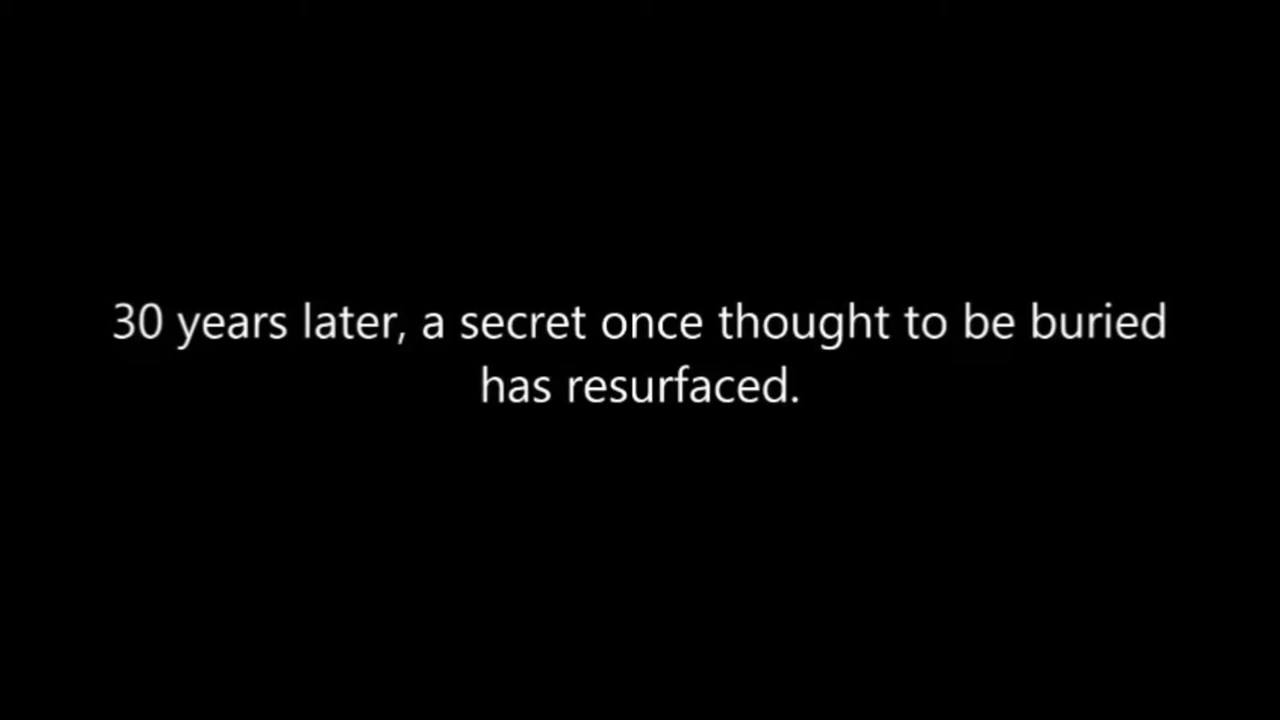 30 years later, a secret once thought to be buried
has resurfaced.